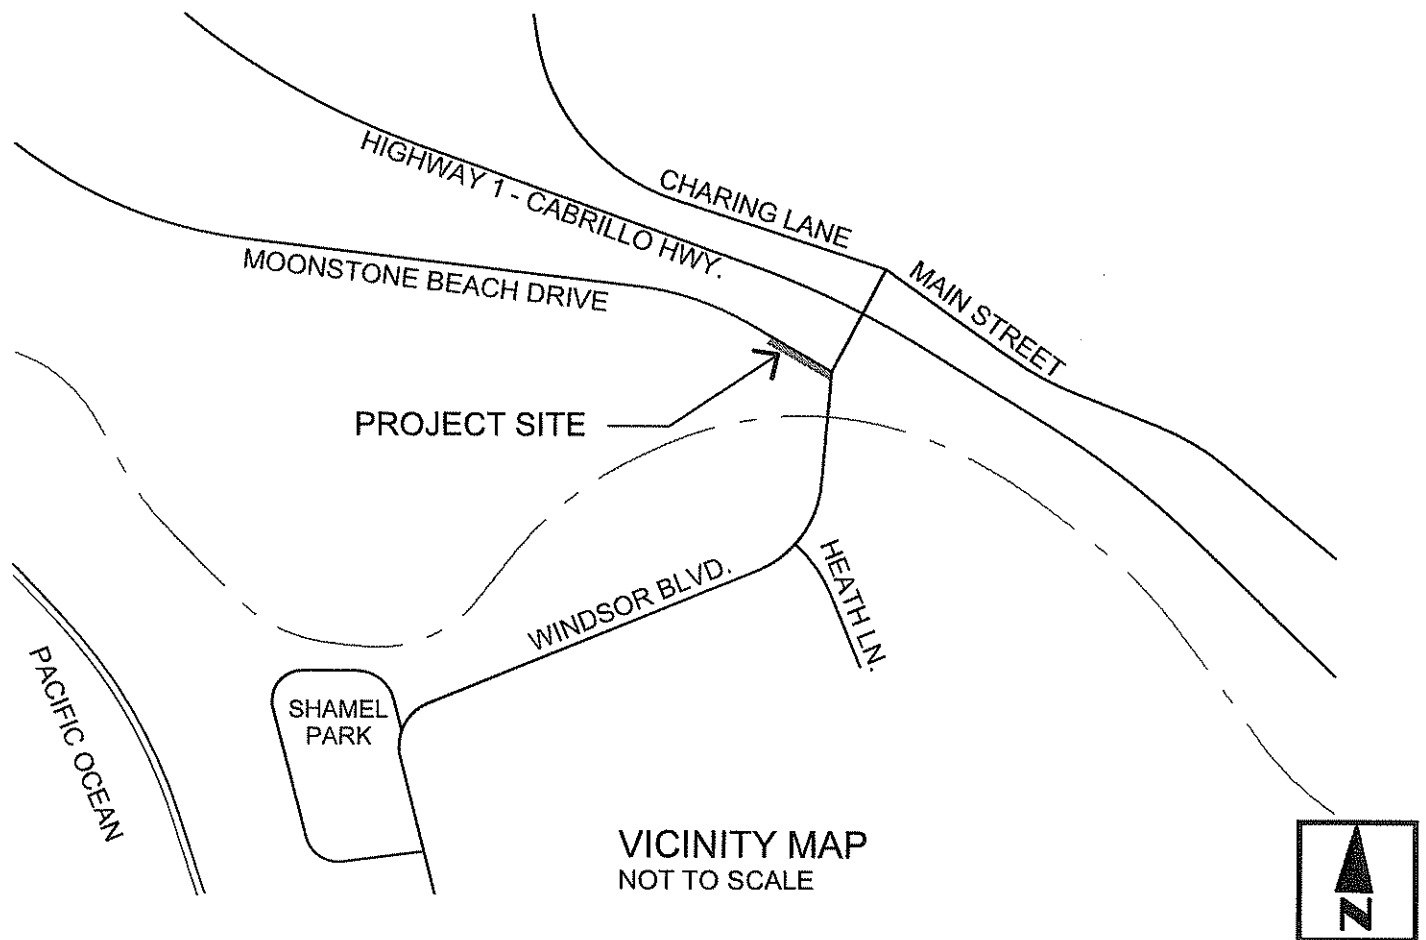 HIGHWAY 1 - CABRILLO HWY.
CHARING LANE
MOONSTONE BEACH DRIVE
MAIN STREET
PROJECT SITE
WINDSOR BLVD.
HEATH LN.
PACIFIC OCEAN
SHAMEL
PARK
VICINITY MAP
NOT TO SCALE
N